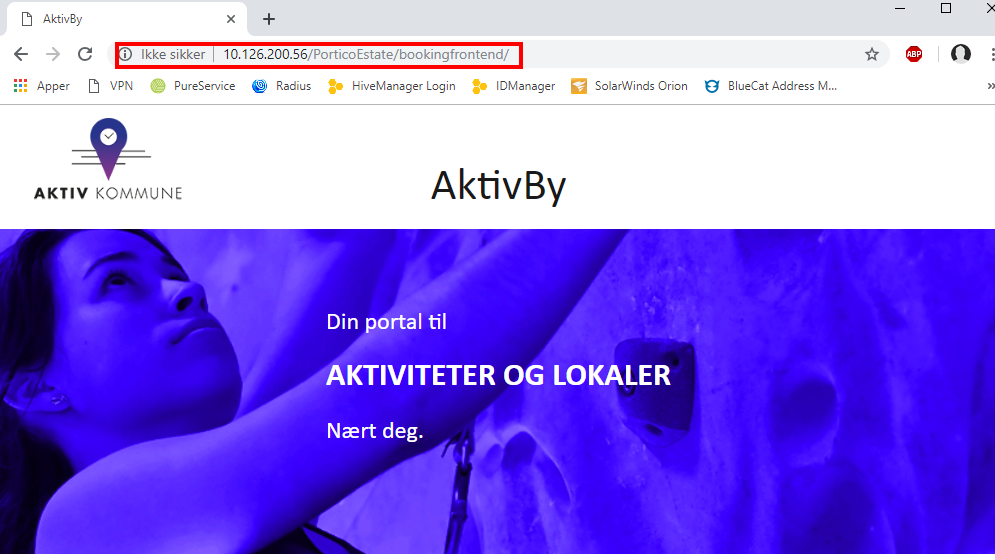 AktivBy
Ikke sikker | 10.126.200.56/PorticoEstate/bookingfrontend/
ABP
Apper VPN PureService Radius HiveManager Login IDManager SolarWinds Orion BlueCat Address M...
AKTIV KOMMUNE
AktivBy
Din portal til
AKTIVITETER OG LOKALER
Nært deg.